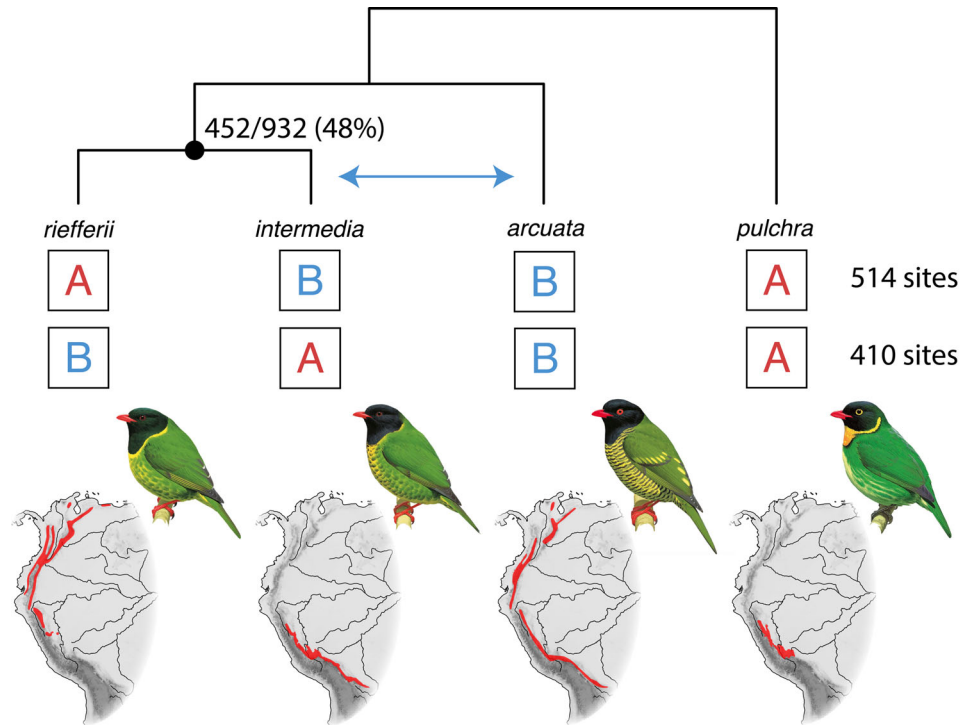 452/932 (48%)
riefferii intermedia arcuata pulchra
A B B A 514 sites
B A B A 410 sites